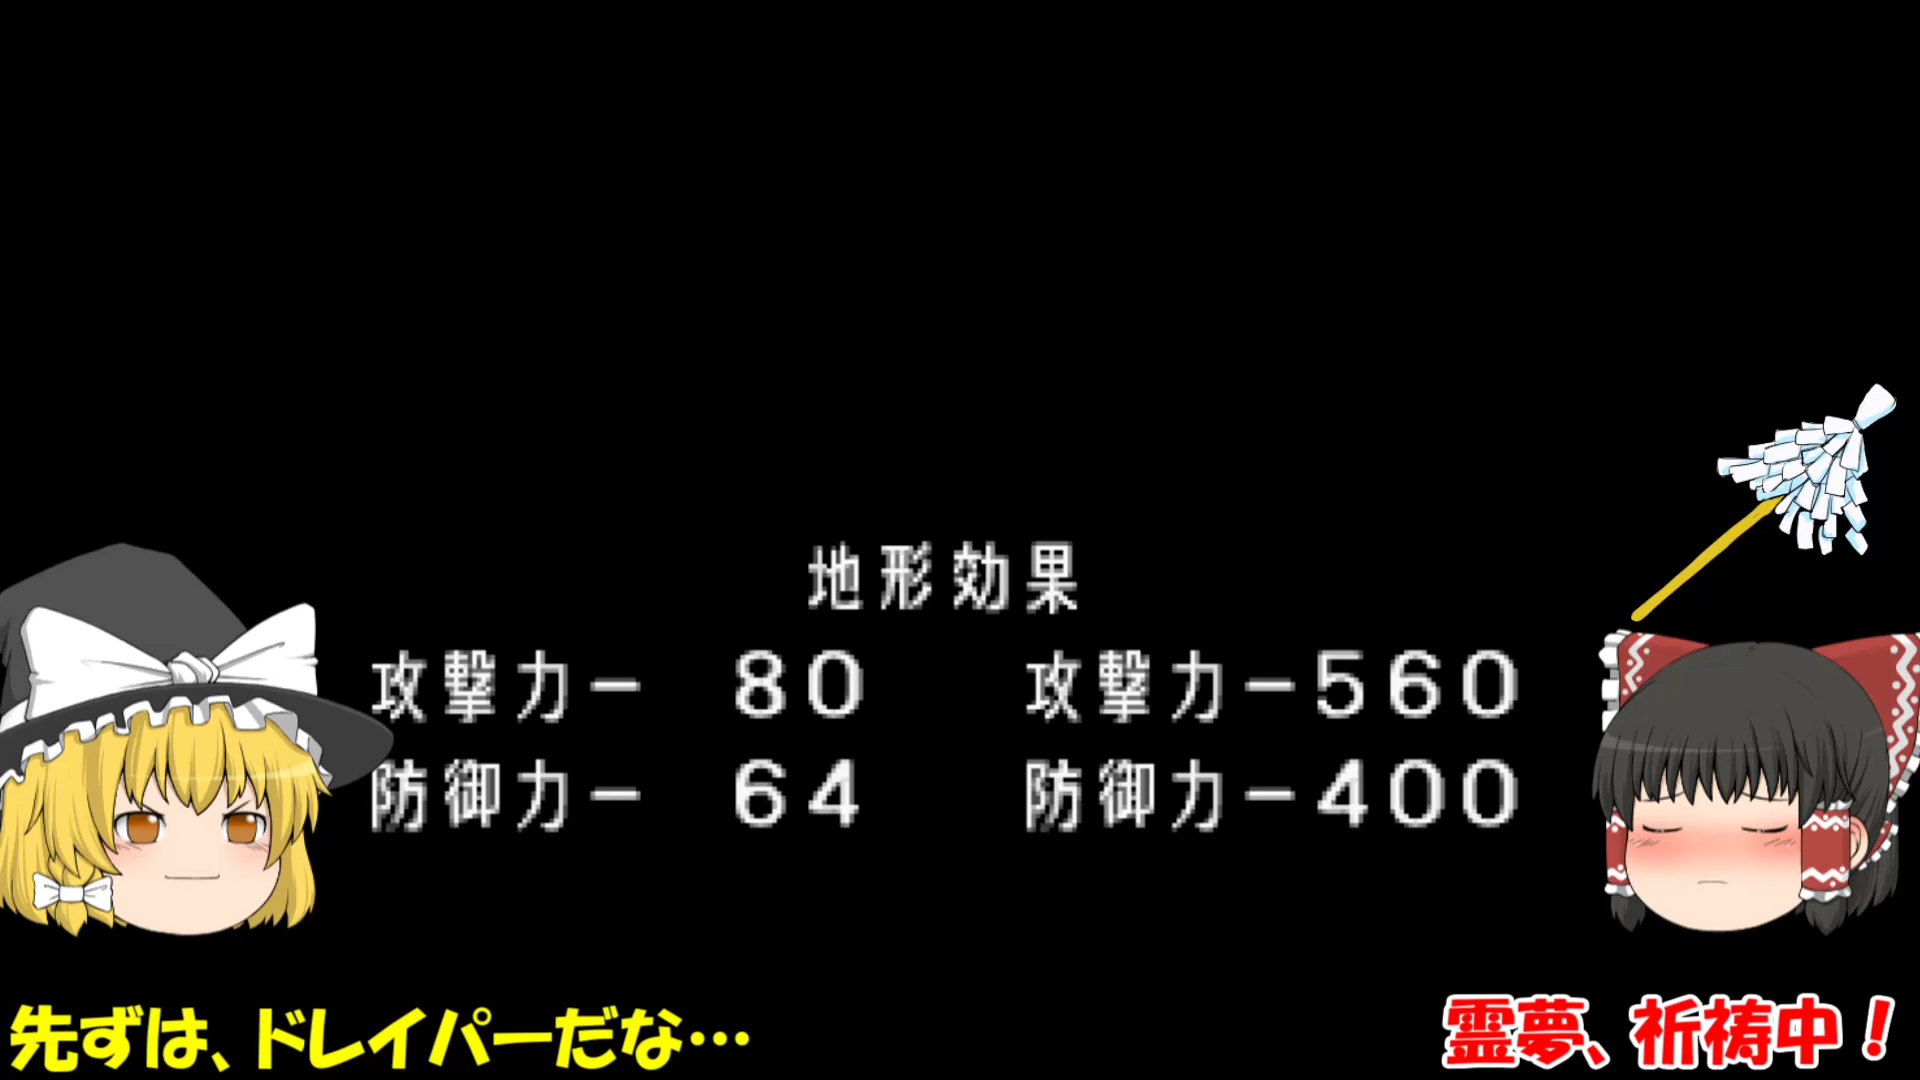 地形効果
攻撃力－　80　攻撃力－560
防御力－　64　防御力－400
先ずは、ドレイパーだな…
霊夢、祈祷中！